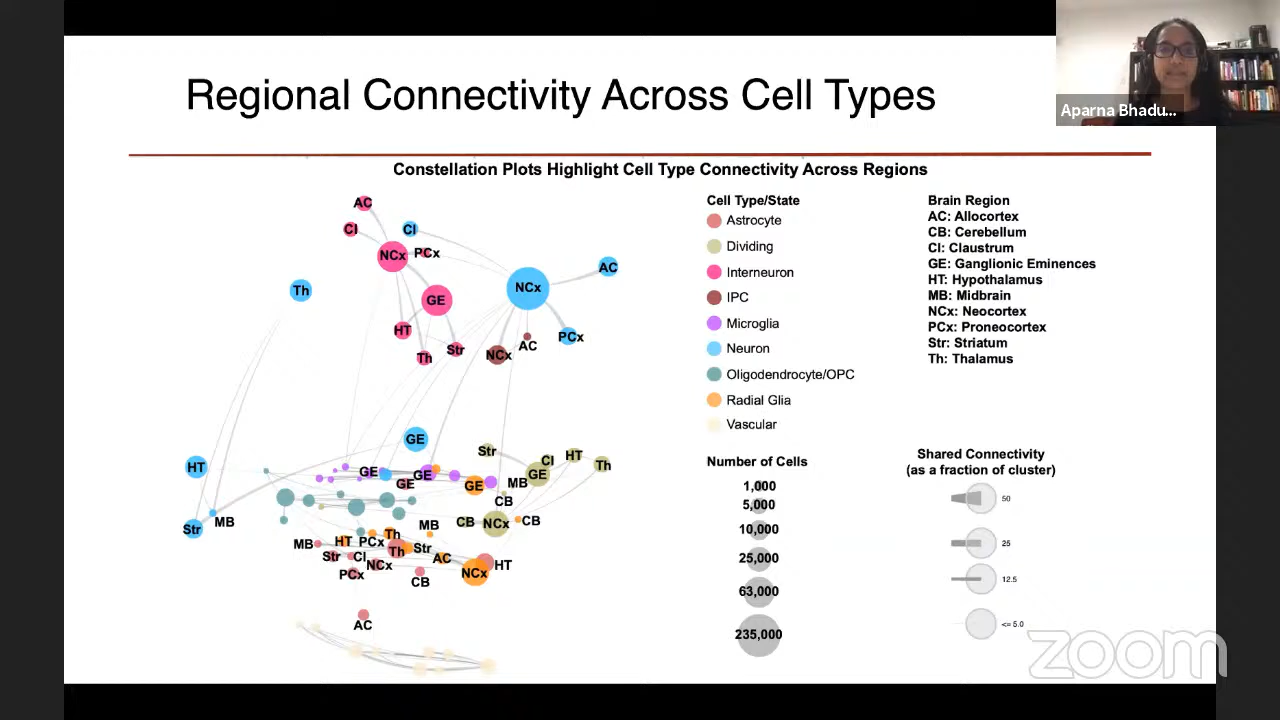 Regional Connectivity Across Cell Types
Aparna Bhadu...
Constellation Plots Highlight Cell Type Connectivity Across Regions
AC
Cl
Cl
NCx
PCx
AC
Th
NCx
GE
HT
PCx
AC
Str
NCx
Th
GE
Str
HT
Cl
Th
HT
GE
GE
GE
MB
GE
GE
CB
Str
MB
MB
CB
NCx
CB
MB
HT
PCx
Th
Th
Str
AC
Str
Cl
NCx
HT
PCx
CB
NCx
AC
Cell Type/State
Astrocyte
Dividing
Interneuron
IPC
Microglia
Neuron
Oligodendrocyte/OPC
Radial Glia
Vascular
Brain Region
AC: Allocortex
CB: Cerebellum
Cl: Claustrum
GE: Ganglionic Eminences
HT: Hypothalamus
MB: Midbrain
NCx: Neocortex
PCx: Proneocortex
Str: Striatum
Th: Thalamus
Number of Cells
1,000
5,000
10,000
25,000
63,000
235,000
Shared Connectivity
(as a fraction of cluster)
50
25
12.5
<= 5.0
zoom